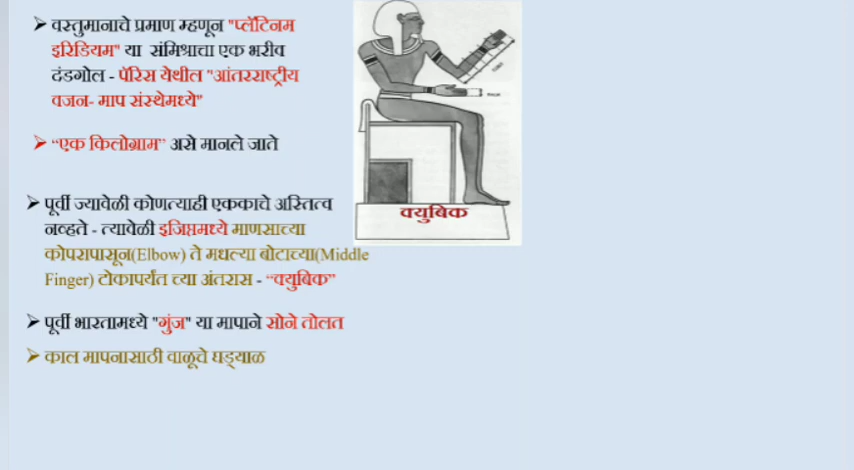 वस्तुमानाचे प्रमाण म्हणून "प्लॅटिनम
इरिडियम" या संमिश्राचा एक भरीव
दंडगोल - पॅरिस येथील "आंतरराष्ट्रीय
वजन- माप संस्थेमध्ये"
“एक किलोग्राम” असे मानले जाते
क्युबिक
पूर्वी ज्यावेळी कोणत्याही एककाचे अस्तित्व
नव्हते - त्यावेळी इजिप्तमध्ये माणसाच्या
कोपरापासून(Elbow) ते मधल्या बोटाच्या(Middle
Finger) टोकापर्यंत च्या अंतरास - “क्युबिक”
पूर्वी भारतामध्ये "गुंज" या मापाने सोने तोलत
काल मापनासाठी वाळूचे घड्याळ